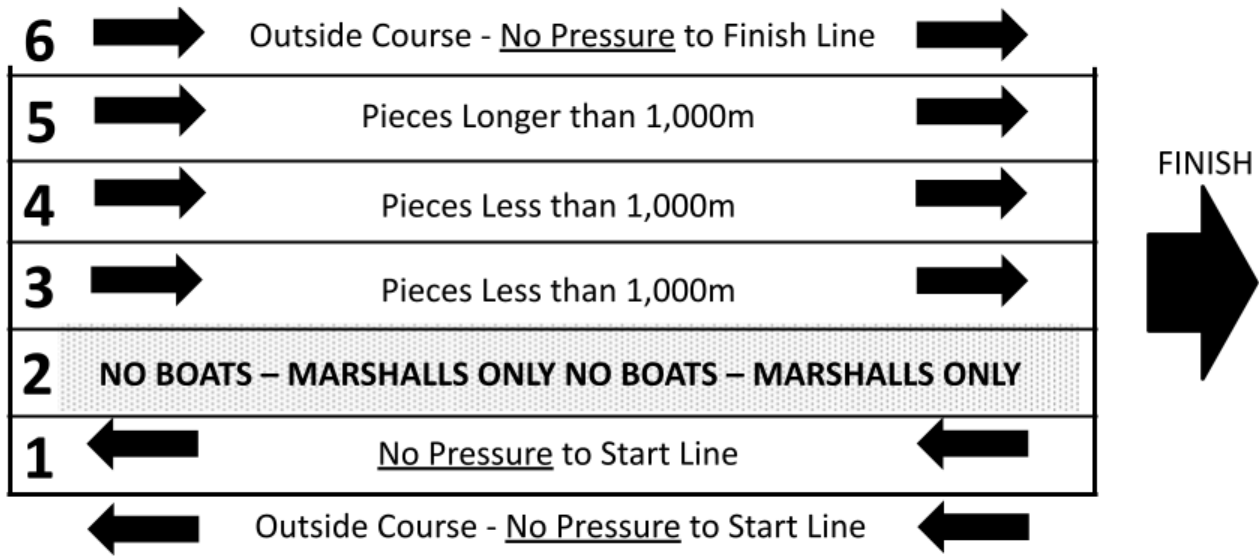 6 Outside Course - No Pressure to Finish Line
5 Pieces Longer than 1,000m
FINISH
4 Pieces Less than 1,000m
3 Pieces Less than 1,000m
2 NO BOATS – MARSHALLS ONLY NO BOATS – MARSHALLS ONLY
1 No Pressure to Start Line
Outside Course - No Pressure to Start Line